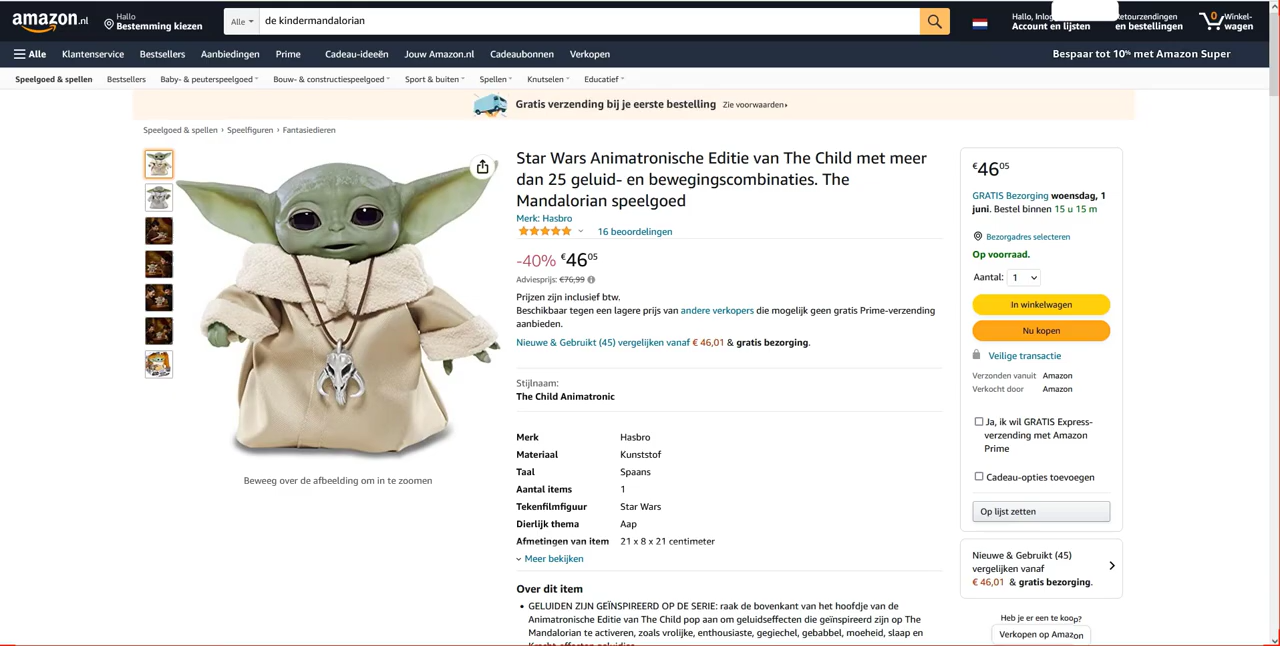 amazon.nl
Hallo
Bestemming kiezen
Alle
de kindermandalorian
Hallo, Inlog
Account en lijsten
etourzendingen
en bestellingen
0
Winkel-
wagen
Alle
Klantenservice
Bestsellers
Aanbiedingen
Prime
Cadeau-ideeën
Jouw Amazon.nl
Cadeaubonnen
Verkopen
Bespaar tot 10% met Amazon Super
Speelgoed & spellen
Bestsellers
Baby- & peuterspeelgoed
Bouw- & constructiespeelgoed
Sport & buiten
Spellen
Knutselen
Educatief
Gratis verzending bij je eerste bestelling Zie voorwaarden
Speelgoed & spellen › Speelfiguren › Fantasiedieren
Star Wars Animatronische Editie van The Child met meer
dan 25 geluid- en bewegingscombinaties. The
Mandalorian speelgoed
Merk: Hasbro
16 beoordelingen
-40% €46,05
Adviesprijs: €76,99
Prijzen zijn inclusief btw.
Beschikbaar tegen een lagere prijs van andere verkopers die mogelijk geen gratis Prime-verzending
aanbieden.
Nieuwe & Gebruikt (45) vergelijken vanaf € 46,01 & gratis bezorging.
Stijlnaam:
The Child Animatronic
Merk Hasbro
Materiaal Kunststof
Taal Spaans
Aantal items 1
Tekenfilmfiguur Star Wars
Dierlijk thema Aap
Afmetingen van item 21 x 8 x 21 centimeter
Meer bekijken
Over dit item
• GELUIDEN ZIJN GEÏNSPIREERD OP DE SERIE: raak de bovenkant van het hoofdje van de
Animatronische Editie van The Child pop aan om geluidseffecten die geïnspireerd zijn op The
Mandalorian te activeren, zoals vrolijke, enthousiaste, gegiechel, gebabbel, moeheid, slaap en
Beweeg over de afbeelding om in te zoomen
€46,05
GRATIS Bezorging woensdag, 1
juni. Bestel binnen 15 u 15 m
Bezorgadres selecteren
Op voorraad.
Aantal: 1
In winkelwagen
Nu kopen
Veilige transactie
Verzonden vanuit Amazon
Verkocht door Amazon
Ja, ik wil GRATIS Express-
verzending met Amazon
Prime
Cadeau-opties toevoegen
Op lijst zetten
Nieuwe & Gebruikt (45)
vergelijken vanaf
€ 46,01 & gratis bezorging.
Heb je er een te koop?
Verkopen op Amazon